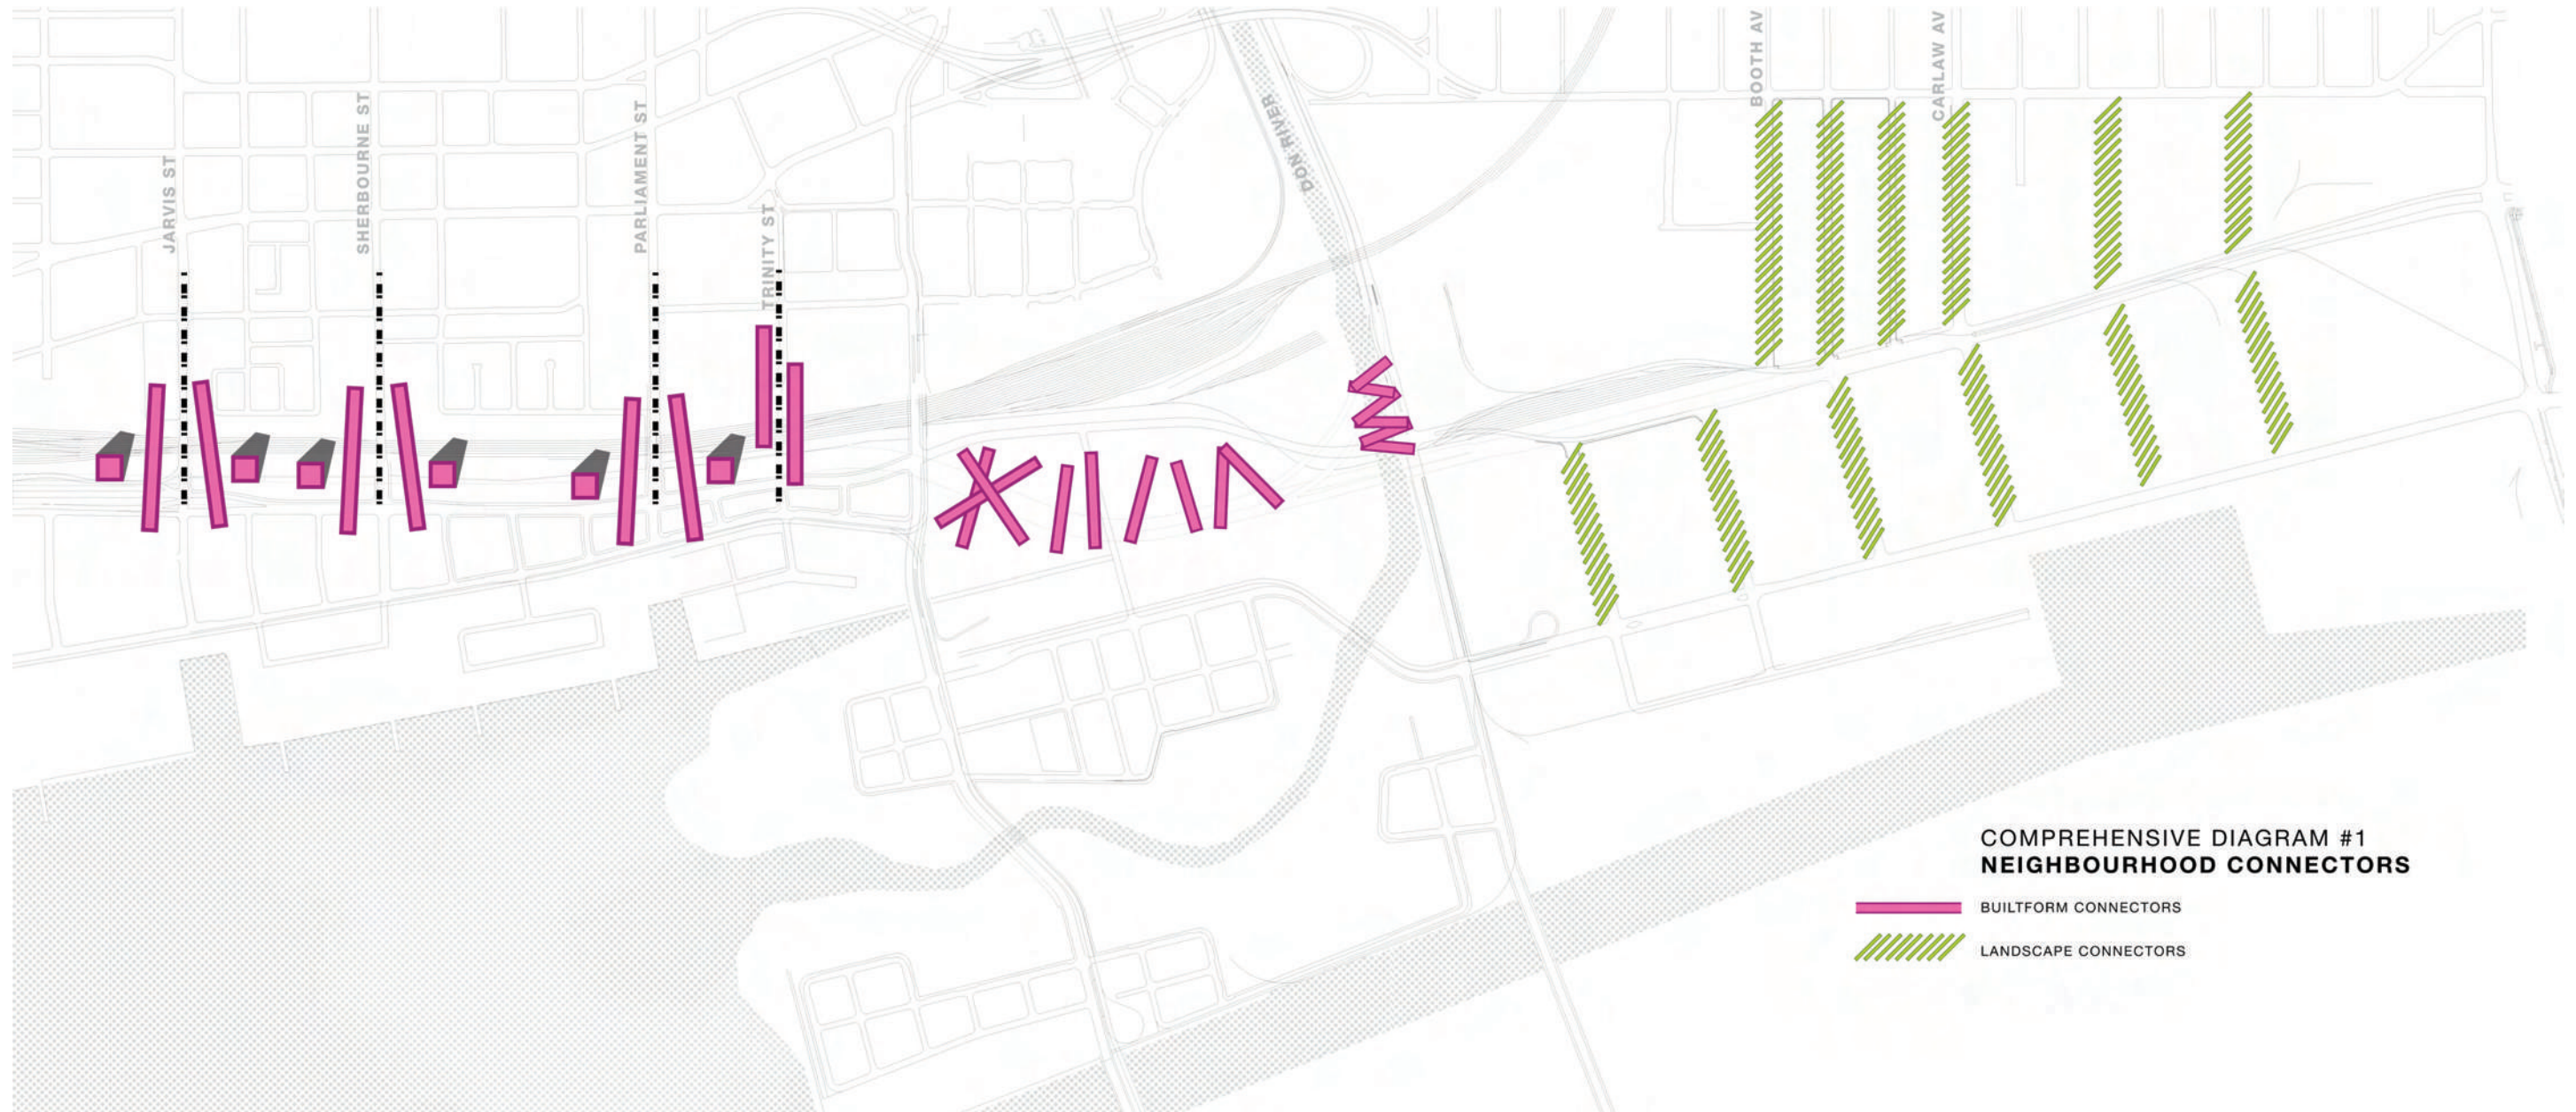 JARVIS ST
SHERBOURNE ST
PARLIAMENT ST
TRINITY ST
DON RIVER
BOOTH AV
CARLAW AV
COMPREHENSIVE DIAGRAM #1
NEIGHBOURHOOD CONNECTORS
BUILTFORM CONNECTORS
LANDSCAPE CONNECTORS